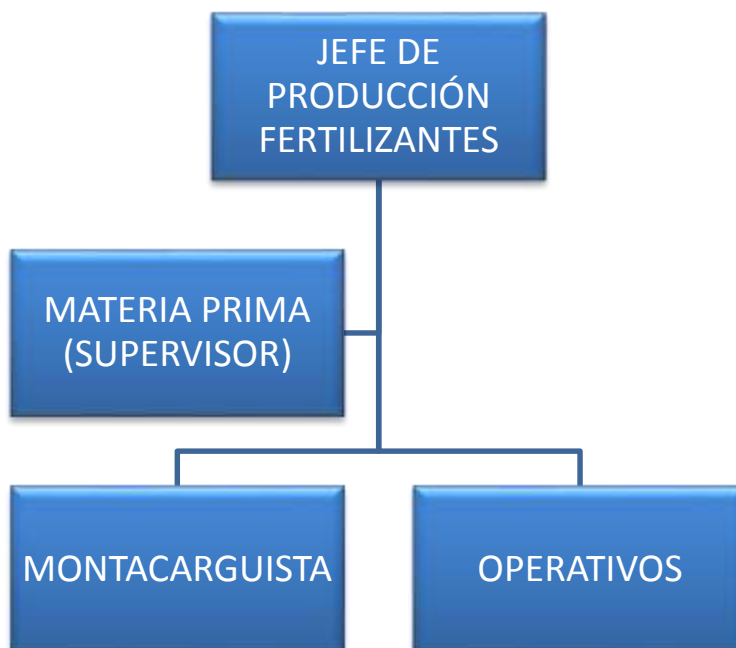 JEFE DE
PRODUCCIÓN
FERTILIZANTES
MATERIA PRIMA
(SUPERVISOR)
MONTACARGUISTA
OPERATIVOS